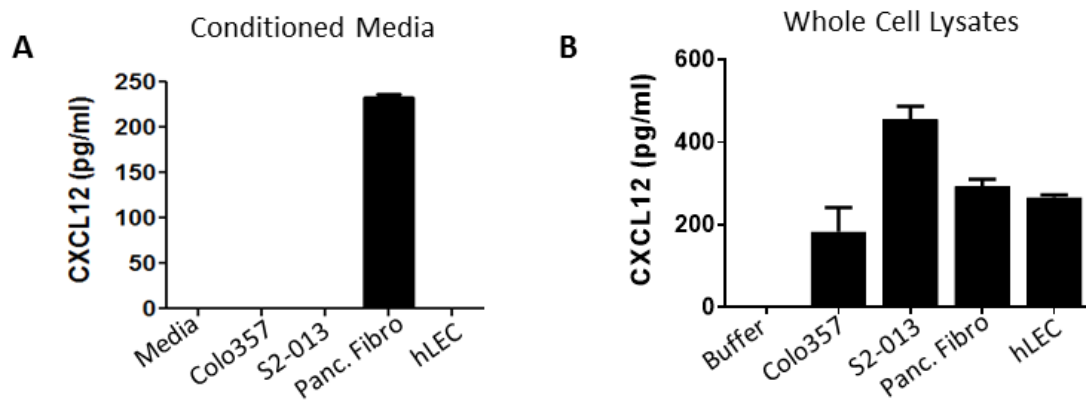 A
Conditioned Media
CXCL12 (pg/ml)
250
200
150
100
50
0
Media
Colo357
S2-013
Panc. Fibro
hLEC
B
Whole Cell Lysates
CXCL12 (pg/ml)
600
400
200
0
Buffer
Colo357
S2-013
Panc. Fibro
hLEC